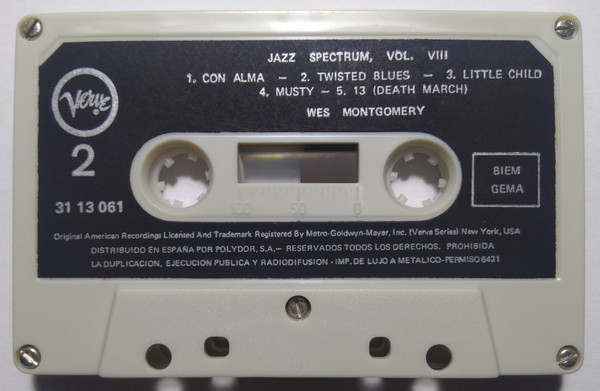 JAZZ SPECTRUM, VOL. VIII
1. CON ALMA — 2. TWISTED BLUES — 3. LITTLE CHILD
4. MUSTY — 5. 13 (DEATH MARCH)
WES MONTGOMERY
Verve
2
31 13 061
BIEM
GEMA
100 50 0
Original American Recordings Licensed And Trademark Registered By Metro-Goldwyn-Mayer, Inc. (Verve Series) New York, USA
DISTRIBUIDO EN ESPAÑA POR POLYDOR, S.A.— RESERVADOS TODOS LOS DERECHOS. PROHIBIDA
LA DUPLICACION, EJECUCION PUBLICA Y RADIODIFUSION · IMP. DE LUJO A METALICO-PERMISO 6421